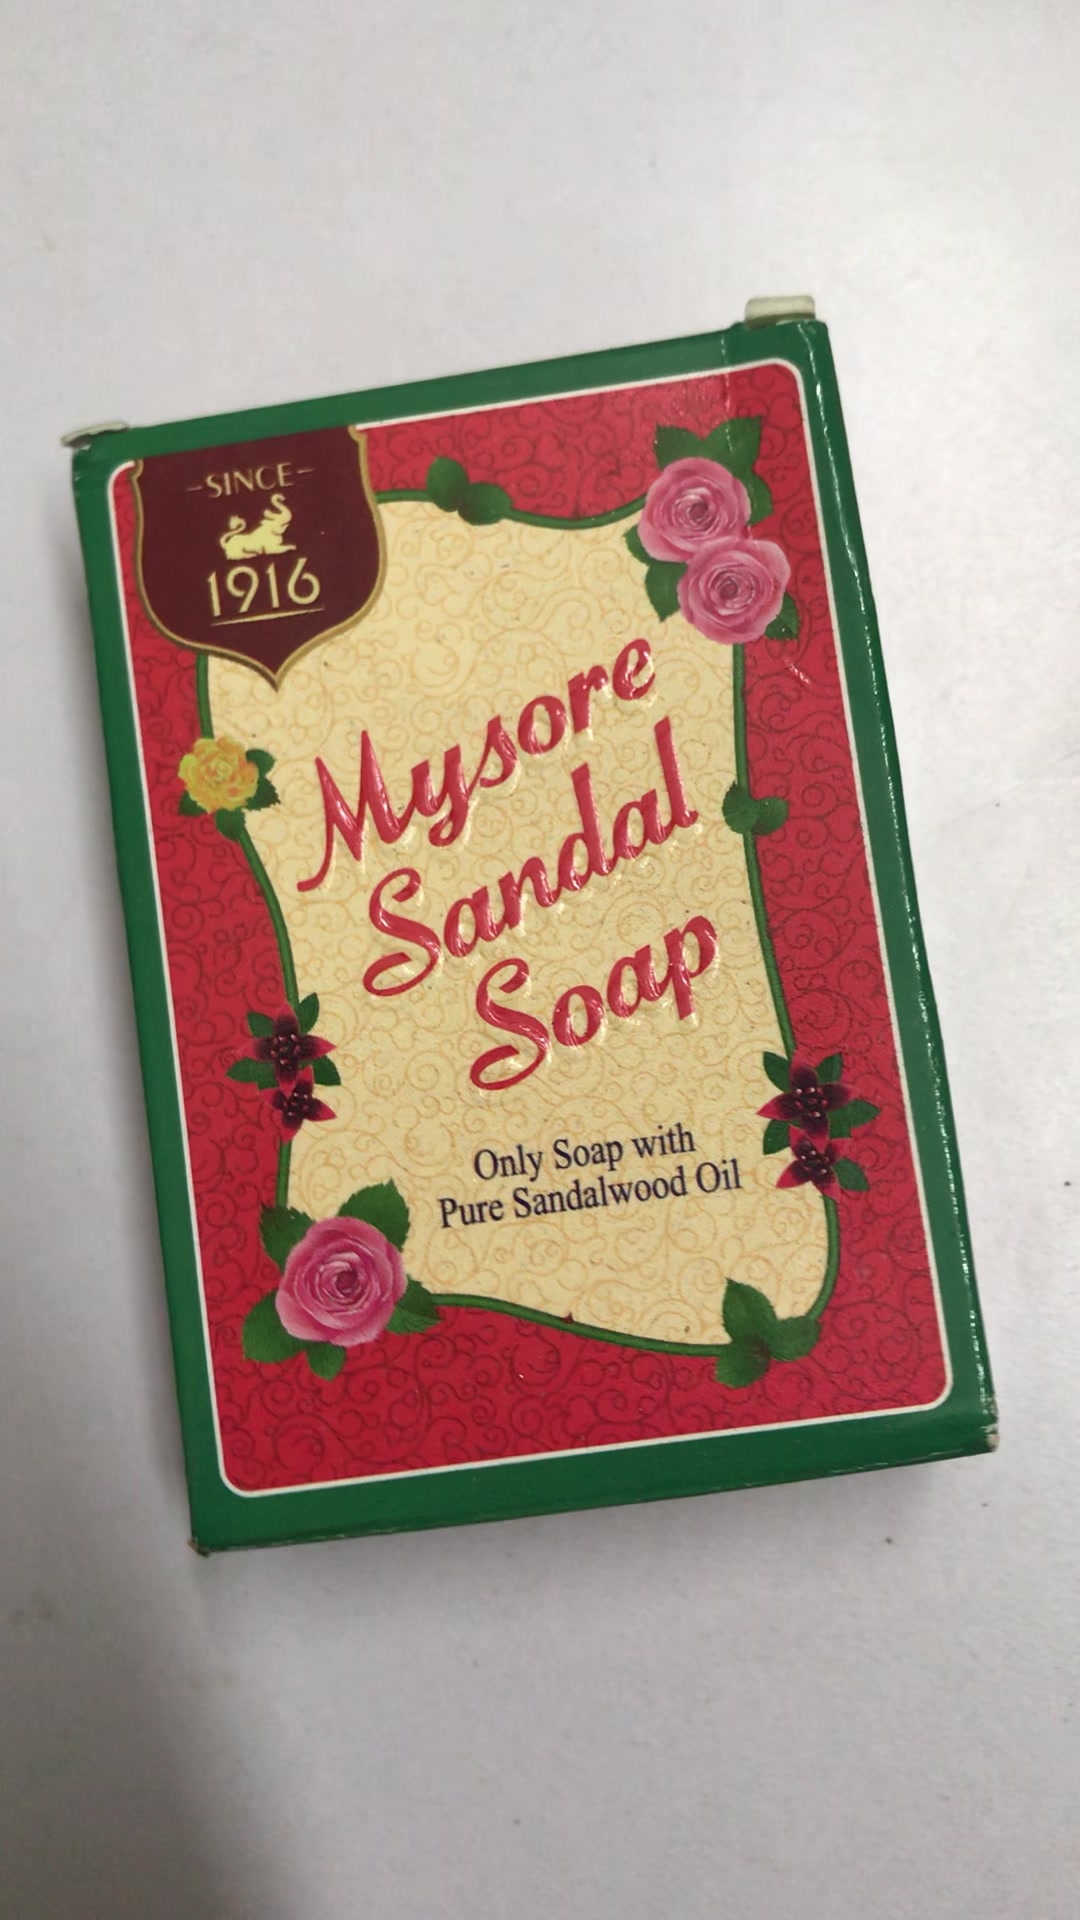 -SINCE-
1916
Mysore
Sandal
Soap
Only Soap with
Pure Sandalwood Oil